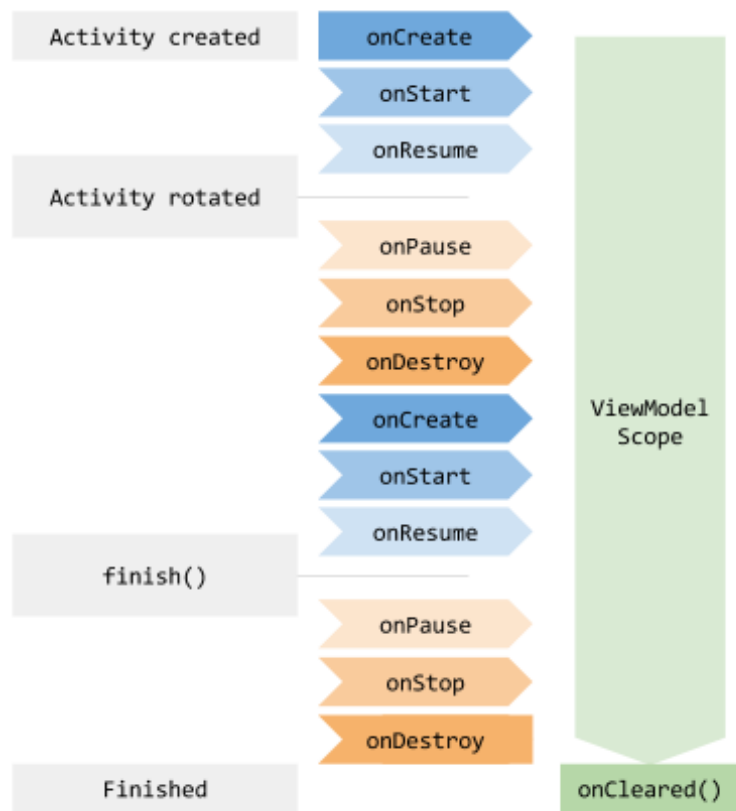 Activity created
onCreate
onStart
onResume
Activity rotated
onPause
onStop
onDestroy
onCreate
ViewModel
Scope
onStart
onResume
finish()
onPause
onStop
onDestroy
Finished
onCleared()